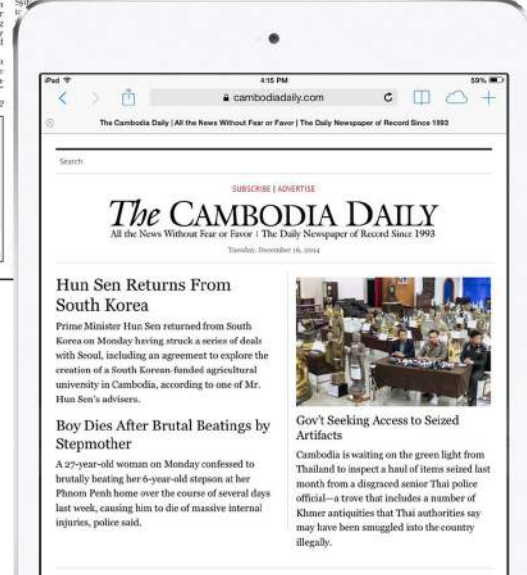 iPad
4:15 PM
59%
cambodiadaily.com
The Cambodia Daily | All the News Without Fear or Favor | The Daily Newspaper of Record Since 1993
Search
SUBSCRIBE | ADVERTISE
The CAMBODIA DAILY
All the News Without Fear or Favor | The Daily Newspaper of Record Since 1993
Tuesday, December 16, 2014
Hun Sen Returns From
South Korea
Prime Minister Hun Sen returned from South
Korea on Monday having struck a series of deals
with Seoul, including an agreement to explore the
creation of a South Korean-funded agricultural
university in Cambodia, according to one of Mr.
Hun Sen's advisers.
Boy Dies After Brutal Beatings by
Stepmother
A 27-year-old woman on Monday confessed to
brutally beating her 6-year-old stepson at her
Phnom Penh home over the course of several days
last week, causing him to die of massive internal
injuries, police said.
Gov't Seeking Access to Seized
Artifacts
Cambodia is waiting on the green light from
Thailand to inspect a haul of items seized last
month from a disgraced senior Thai police
official—a trove that includes a number of
Khmer antiquities that Thai authorities say
may have been smuggled into the country
illegally.